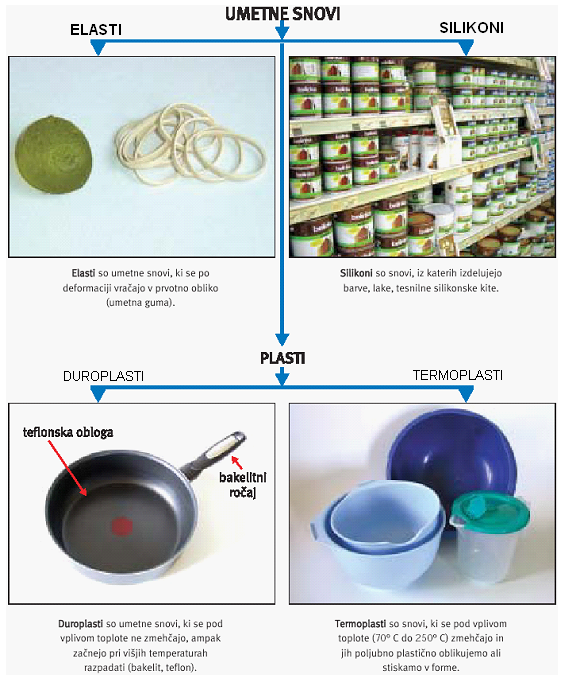 UMETNE SNOVI
ELASTI
SILIKONI
Elasti so umetne snovi, ki se po
deformaciji vračajo v prvotno obliko
(umetna guma).
Silikoni so snovi, iz katerih izdelujejo
barve, lake, tesnilne silikonske kite.
PLASTI
DUROPLASTI
TERMOPLASTI
teflonska obloga
bakelitni
ročaj
Duroplasti so umetne snovi, ki se pod
vplivom toplote ne zmehčajo, ampak
začnejo pri višjih temperaturah
razpadati (bakelit, teflon).
Termoplasti so snovi, ki se pod vplivom
toplote (70° C do 250° C) zmehčajo in
jih poljubno plastično oblikujemo ali
stiskamo v forme.